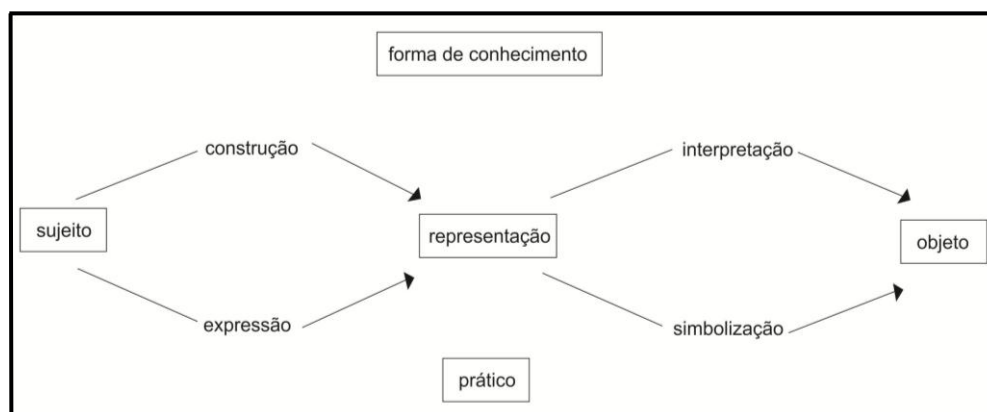 forma de conhecimento
construção
interpretação
sujeito
representação
objeto
expressão
simbolização
prático